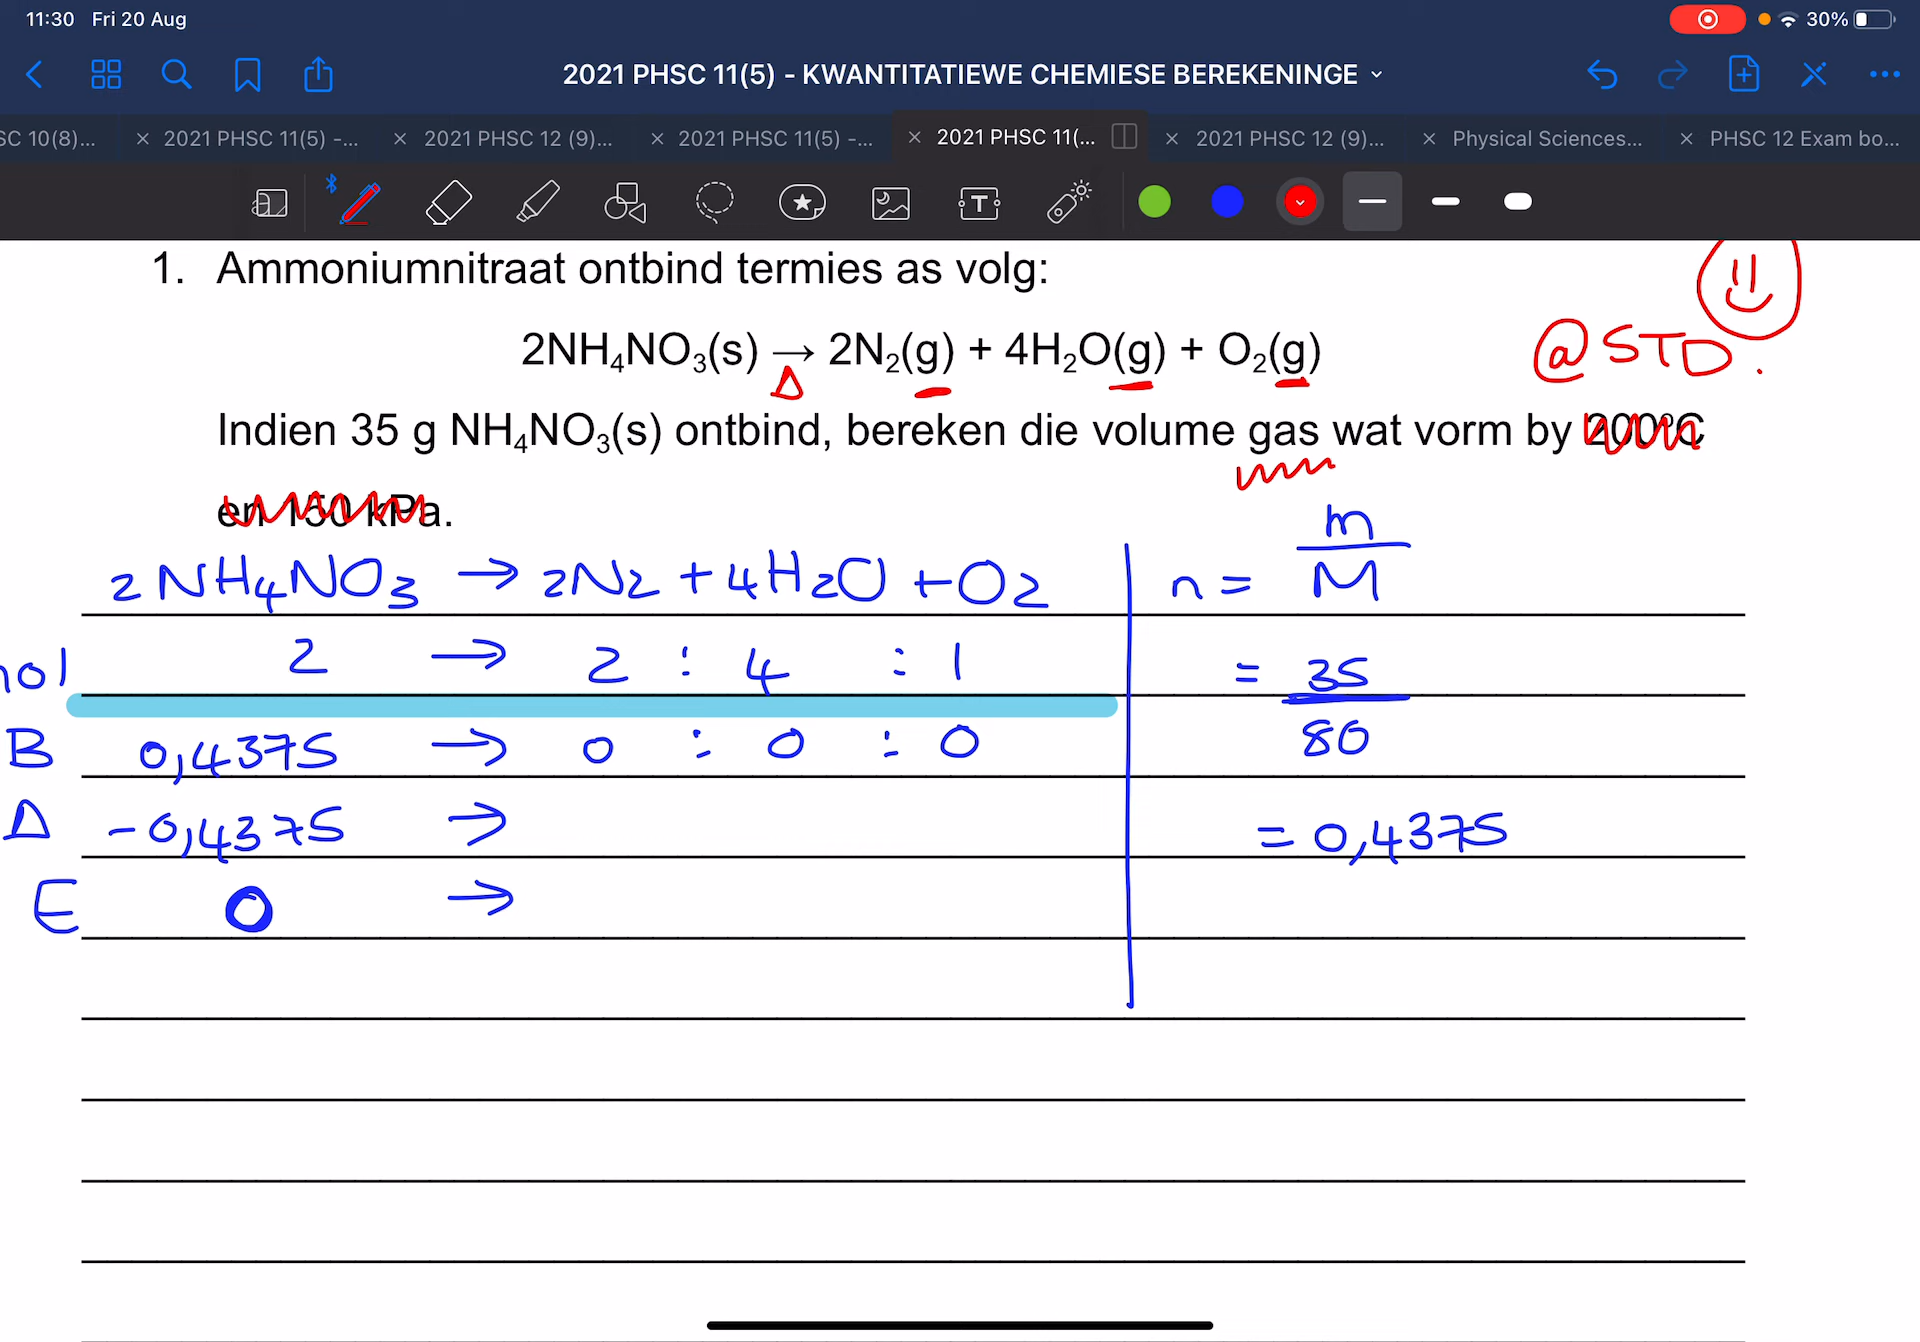 11:30 Fri 20 Aug 30%
2021 PHSC 11(5) - KWANTITATIEWE CHEMIESE BEREKENINGE
SC 10(8)... × 2021 PHSC 11(5) -... × 2021 PHSC 12 (9)... × 2021 PHSC 11(5) -... × 2021 PHSC 11(... × 2021 PHSC 12 (9)... × Physical Sciences... × PHSC 12 Exam bo...
1. Ammoniumnitraat ontbind termies as volg:
2NH₄NO₃(s) → 2N₂(g) + 4H₂O(g) + O₂(g)
Δ
@STD.
Indien 35 g NH₄NO₃(s) ontbind, bereken die volume gas wat vorm by 200°C
en 150 kPa.
2NH₄NO₃ → 2N₂ + 4H₂O + O₂
n = m/M
mol 2 → 2 : 4 : 1
= 35/80
B 0,4375 → 0 : 0 : 0
Δ -0,4375 →
= 0,4375
E 0 →